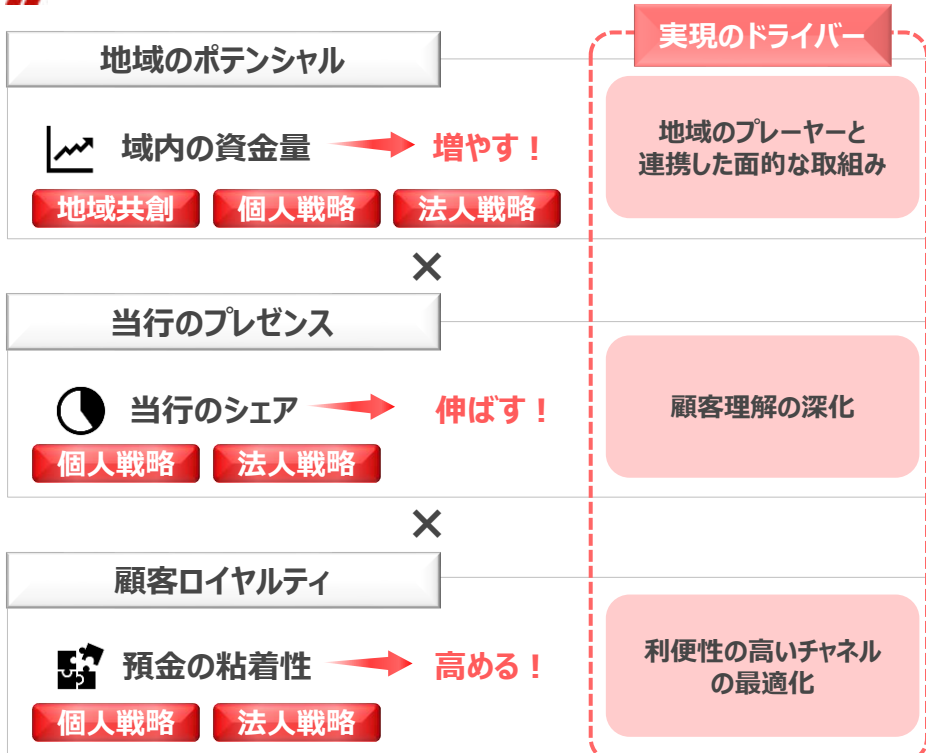 実現のドライバー
地域のポテンシャル
域内の資金量
増やす！
地域共創
個人戦略
法人戦略
地域のプレーヤーと
連携した面的な取組み
×
当行のプレゼンス
当行のシェア
伸ばす！
個人戦略
法人戦略
顧客理解の深化
×
顧客ロイヤルティ
預金の粘着性
高める！
個人戦略
法人戦略
利便性の高いチャネル
の最適化